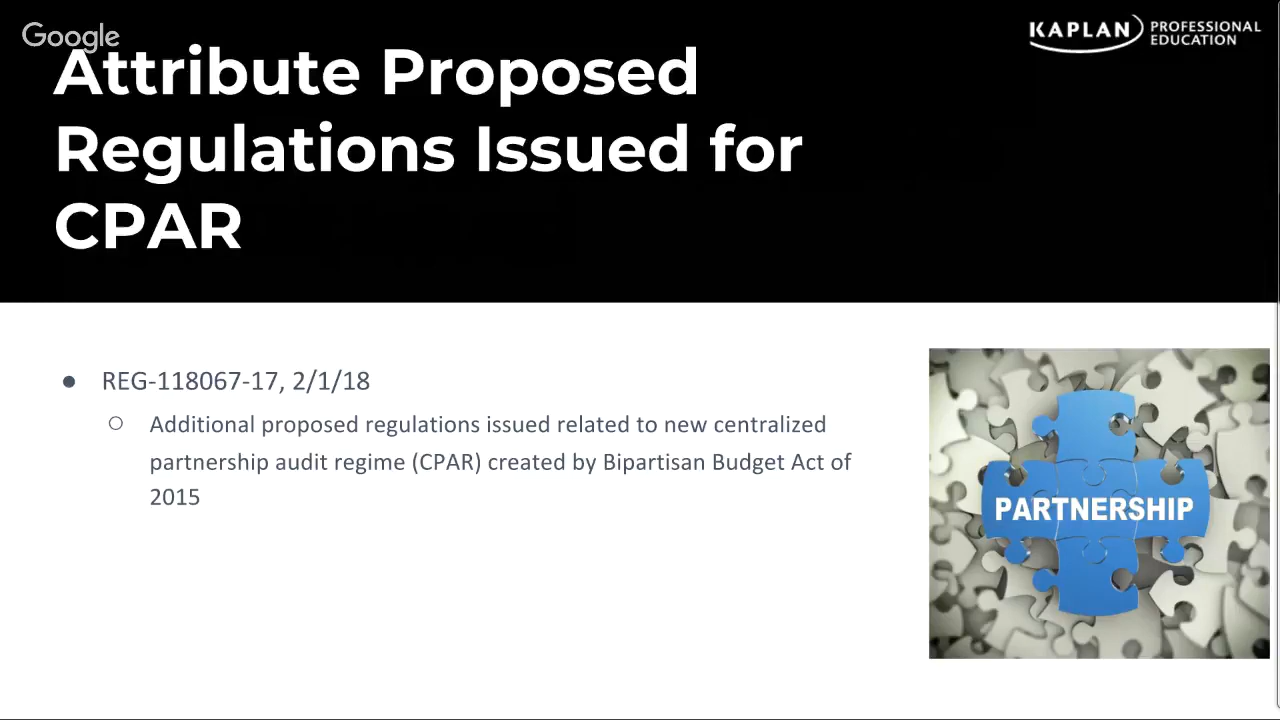 Google
KAPLAN PROFESSIONAL
EDUCATION
Attribute Proposed
Regulations Issued for
CPAR
● REG-118067-17, 2/1/18
○ Additional proposed regulations issued related to new centralized
partnership audit regime (CPAR) created by Bipartisan Budget Act of
2015
PARTNERSHIP